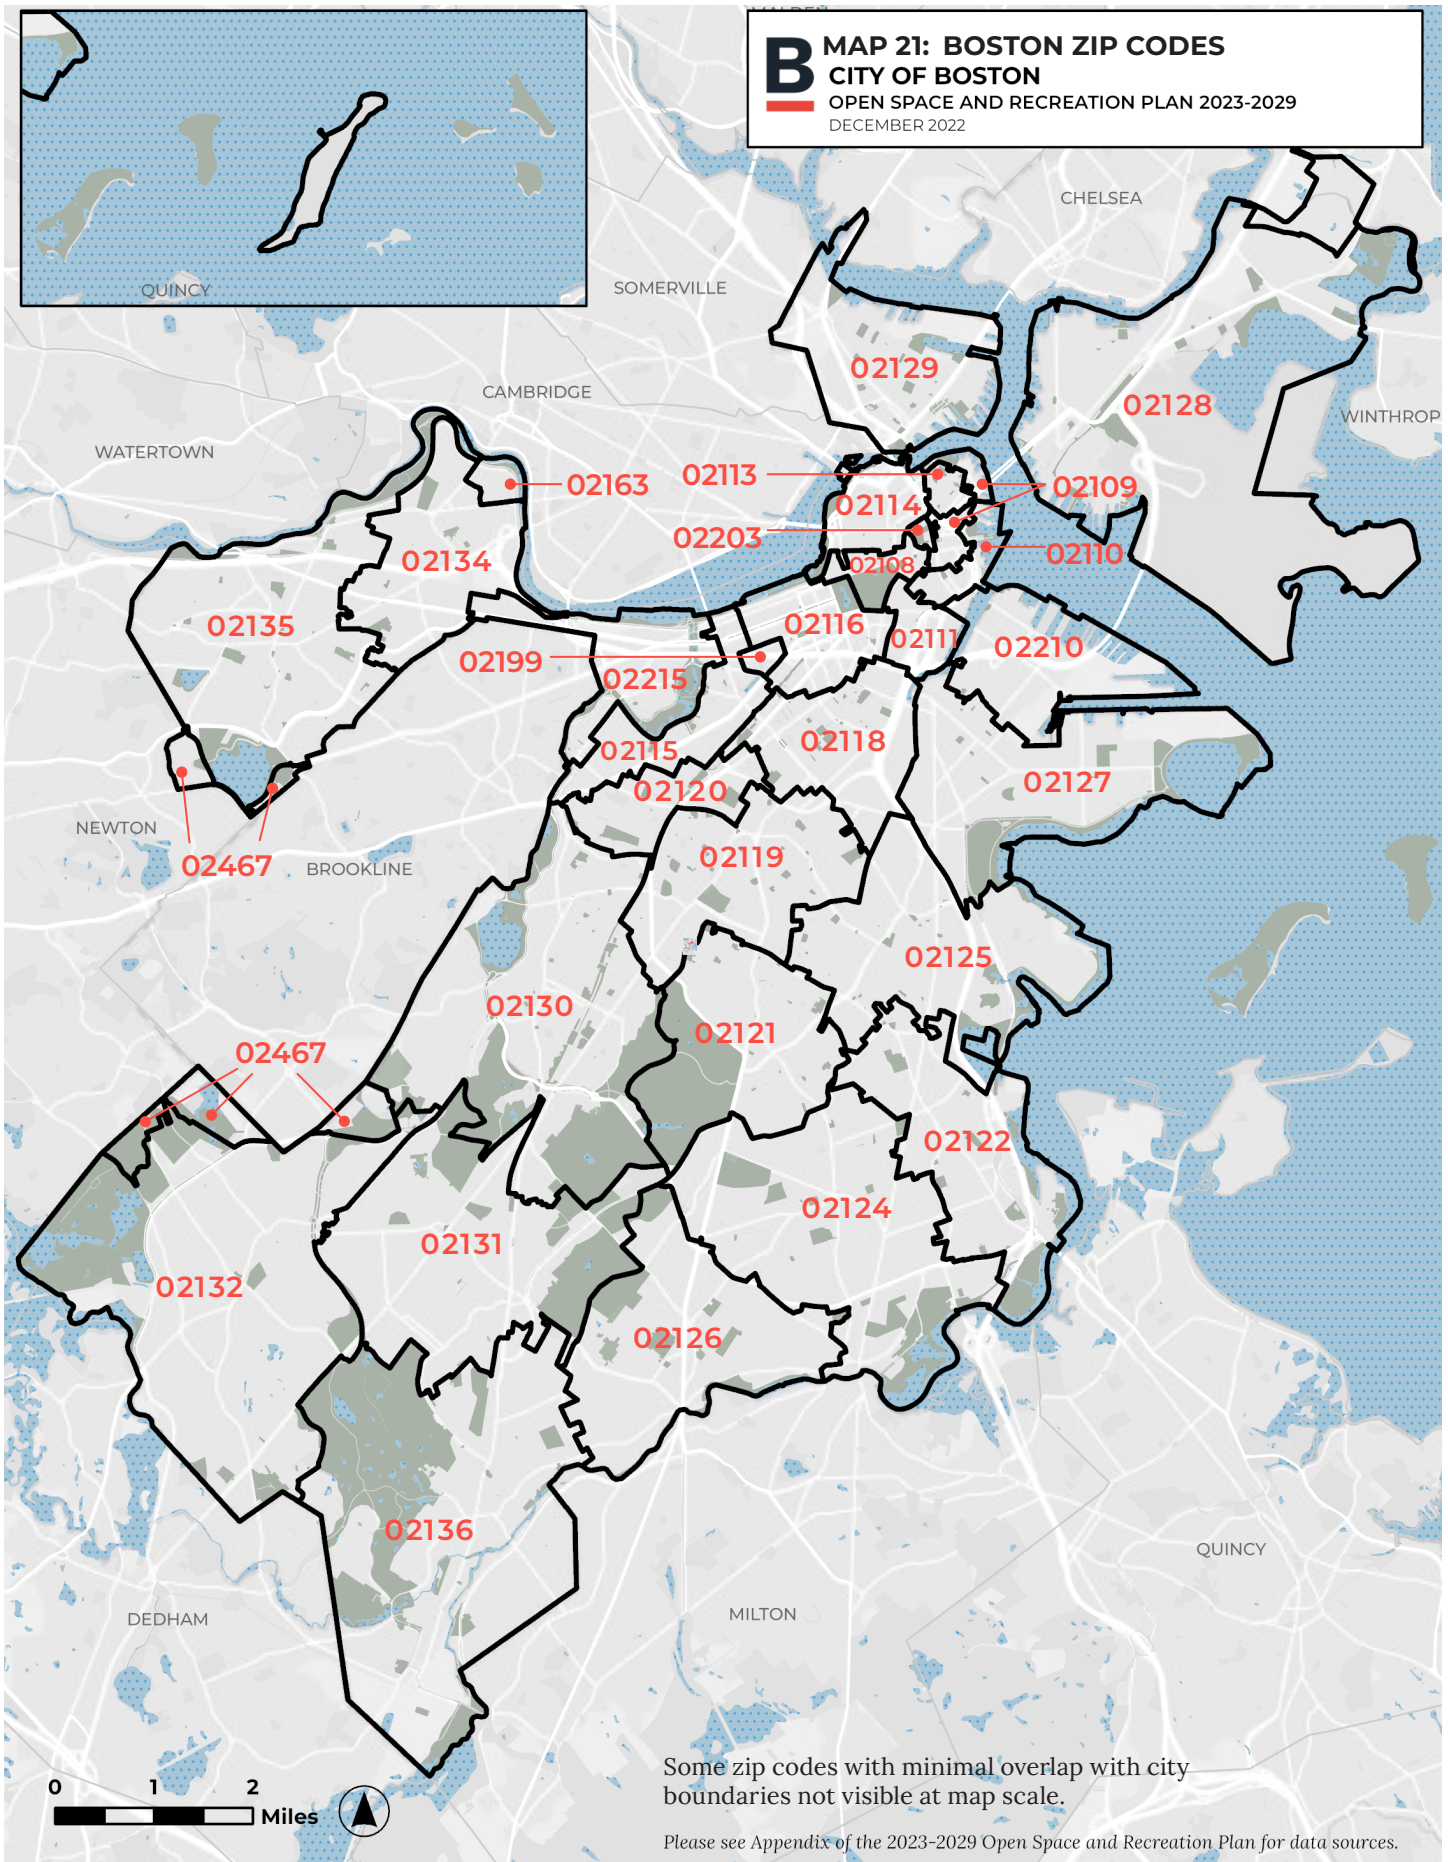 MALDEN
B
MAP 21: BOSTON ZIP CODES
CITY OF BOSTON
OPEN SPACE AND RECREATION PLAN 2023-2029
DECEMBER 2022
CHELSEA
QUINCY
SOMERVILLE
02129
CAMBRIDGE
02128
WINTHROP
WATERTOWN
02163
02113
02109
02114
02203
02110
02134
02108
02135
02116
02111
02210
02199
02215
02118
02115
02127
02120
NEWTON
02467
BROOKLINE
02119
02125
02130
02121
02467
02122
02124
02131
02132
02126
02136
QUINCY
DEDHAM
MILTON
Some zip codes with minimal overlap with city
boundaries not visible at map scale.
0 1 2
Miles
Please see Appendix of the 2023-2029 Open Space and Recreation Plan for data sources.